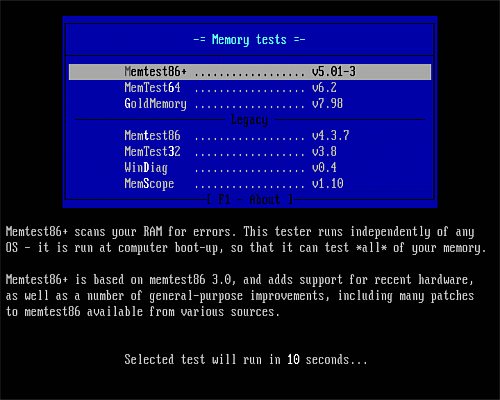 -= Memory tests =-
Memtest86+ .................. v5.01-3
MemTest64 .................. v6.2
GoldMemory .................. v7.98
Legacy
Memtest86 .................. v4.3.7
MemTest32 .................. v3.8
WinDiag .................. v0.4
MemScope .................. v1.10
[ F1 - About ]
Memtest86+ scans your RAM for errors. This tester runs independently of any
OS - it is run at computer boot-up, so that it can test *all* of your memory.
Memtest86+ is based on memtest86 3.0, and adds support for recent hardware,
as well as a number of general-purpose improvements, including many patches
to memtest86 available from various sources.
Selected test will run in 10 seconds...